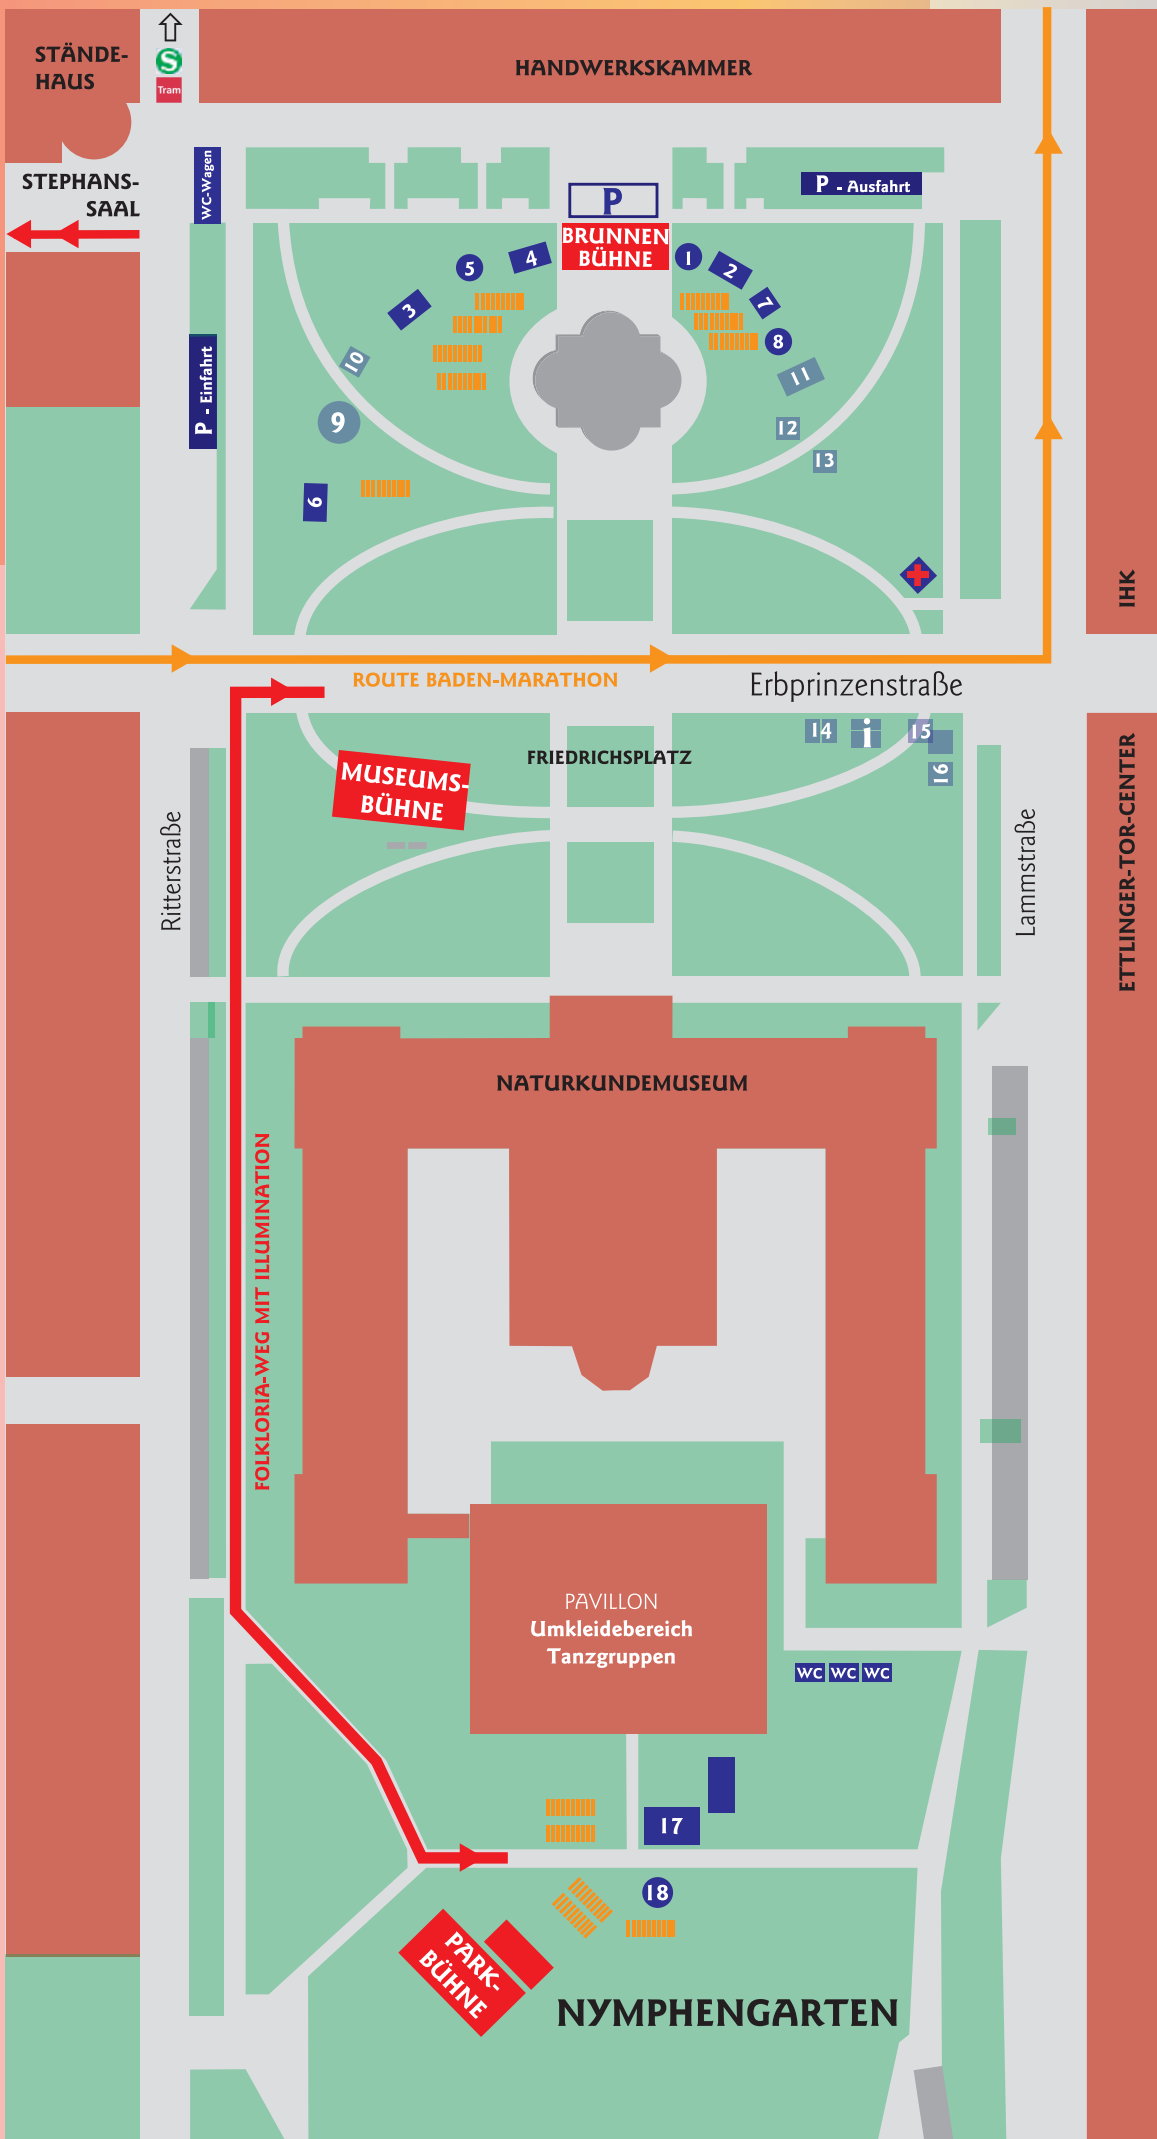 STÄNDE-
HAUS
S
Tram
HANDWERKSKAMMER
STEPHANS-
SAAL
WC-Wagen
P
P - Ausfahrt
BRUNNEN
BÜHNE
1
2
3
4
5
7
8
P - Einfahrt
10
11
9
12
13
6
IHK
ROUTE BADEN-MARATHON
Erbprinzenstraße
14
i
15
16
FRIEDRICHSPLATZ
MUSEUMS-
BÜHNE
Ritterstraße
Lammstraße
ETTLINGER-TOR-CENTER
NATURKUNDEMUSEUM
FOLKLORIA-WEG MIT ILLUMINATION
PAVILLON
Umkleidebereich
Tanzgruppen
WC WC WC
17
18
PARK-
BÜHNE
NYMPHENGARTEN